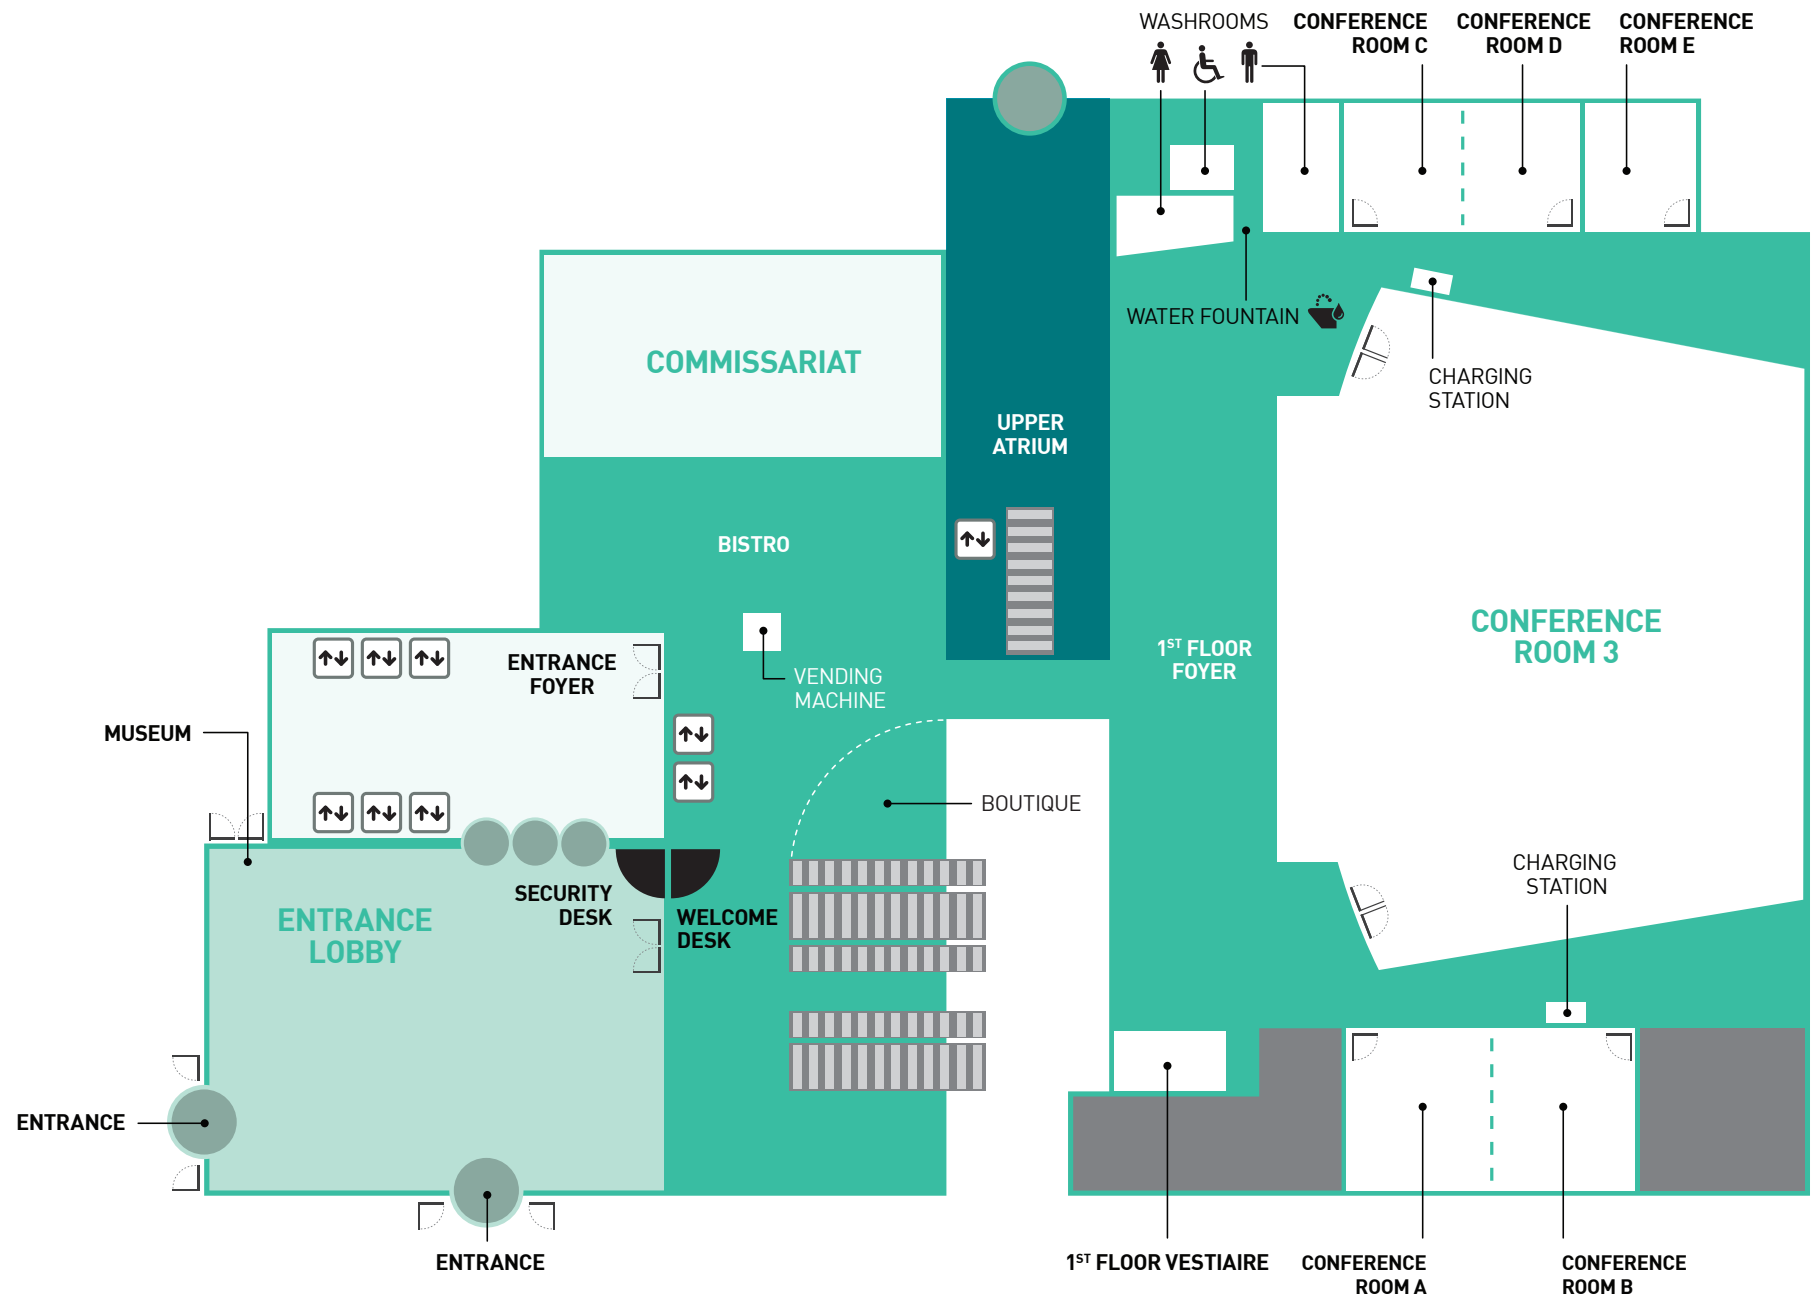 WASHROOMS
CONFERENCE
ROOM C
CONFERENCE
ROOM D
CONFERENCE
ROOM E
WATER FOUNTAIN
COMMISSARIAT
CHARGING
STATION
UPPER
ATRIUM
BISTRO
CONFERENCE
ROOM 3
1ST FLOOR
FOYER
ENTRANCE
FOYER
VENDING
MACHINE
MUSEUM
BOUTIQUE
CHARGING
STATION
SECURITY
DESK
WELCOME
DESK
ENTRANCE
LOBBY
ENTRANCE
ENTRANCE
1ST FLOOR VESTIAIRE
CONFERENCE
ROOM A
CONFERENCE
ROOM B